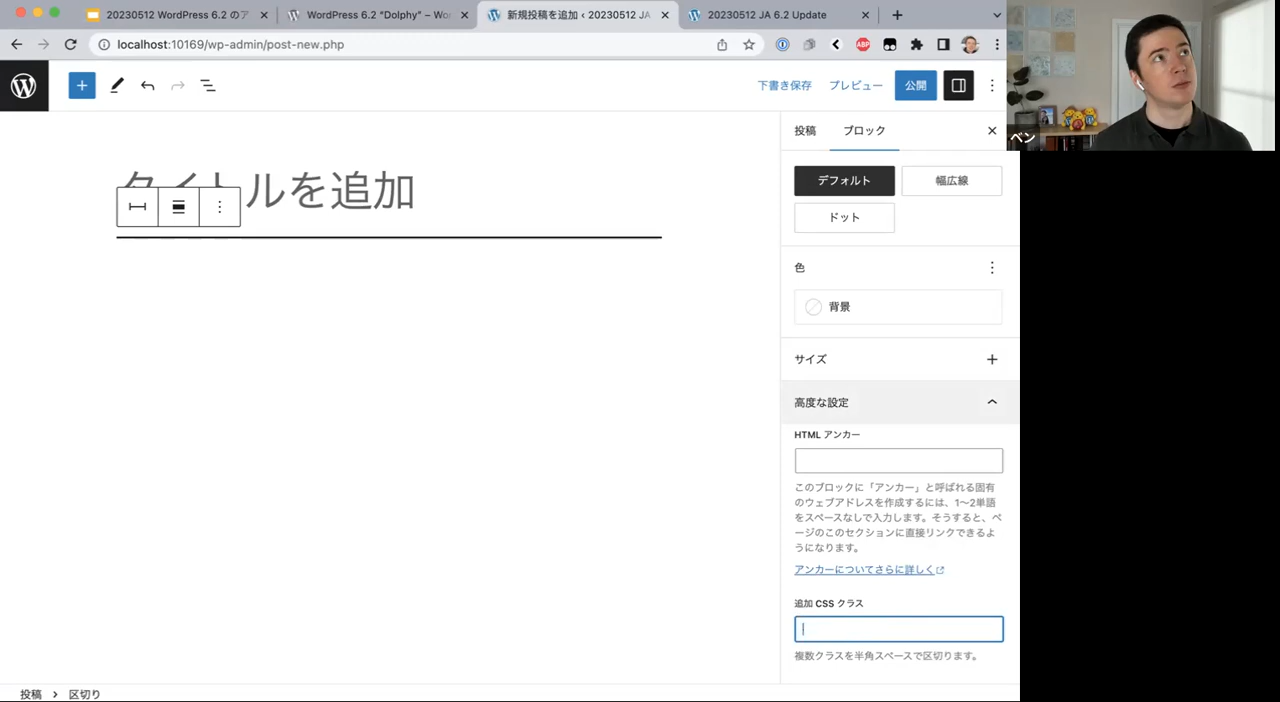 20230512 WordPress 6.2 のア
WordPress 6.2 "Dolphy" – Wo
新規投稿を追加 ‹ 20230512 JA
20230512 JA 6.2 Update
localhost:10169/wp-admin/post-new.php
ABP
下書き保存
プレビュー
公開
ベン
投稿
ブロック
タイトルを追加
デフォルト
幅広線
ドット
色
背景
サイズ
高度な設定
HTML アンカー
このブロックに「アンカー」と呼ばれる固有
のウェブアドレスを作成するには、1〜2単語
をスペースなしで入力します。そうすると、ペ
ージのこのセクションに直接リンクできるよ
うになります。
アンカーについてさらに詳しく
追加 CSS クラス
複数クラスを半角スペースで区切ります。
投稿 › 区切り